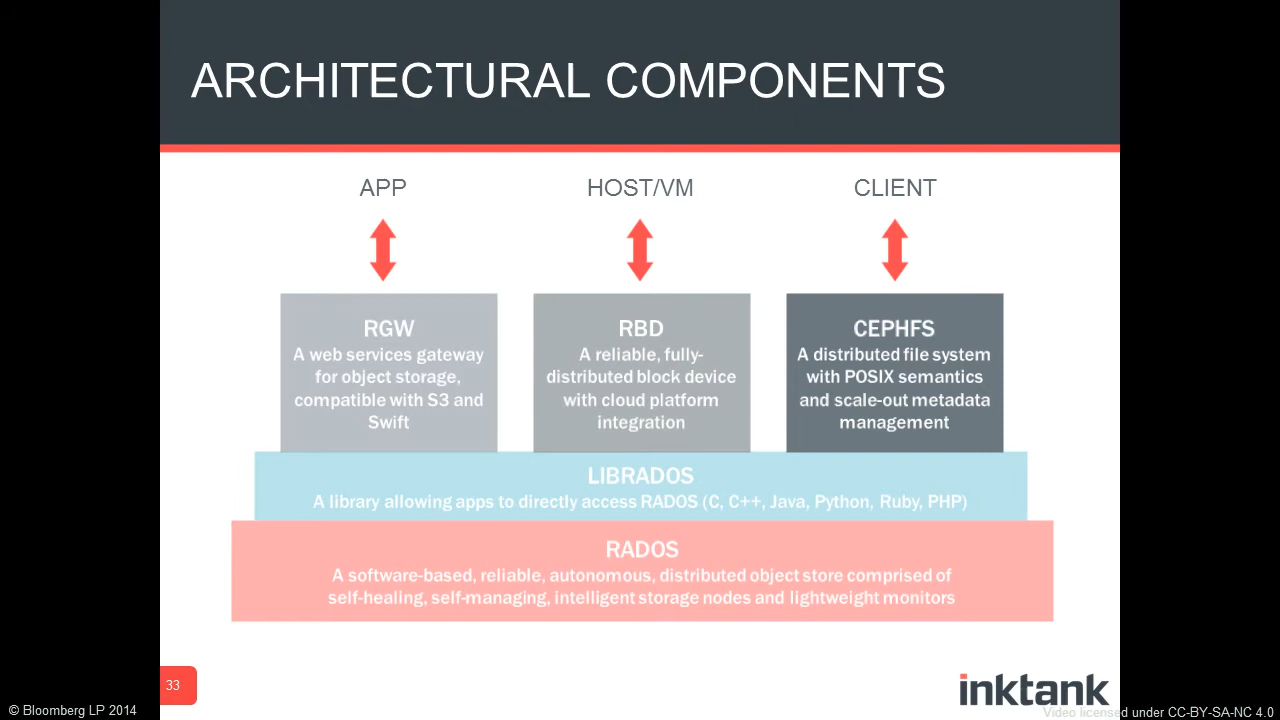 ARCHITECTURAL COMPONENTS
APP
HOST/VM
CLIENT
RGW
A web services gateway
for object storage,
compatible with S3 and
Swift
RBD
A reliable, fully-
distributed block device
with cloud platform
integration
CEPHFS
A distributed file system
with POSIX semantics
and scale-out metadata
management
LIBRADOS
A library allowing apps to directly access RADOS (C, C++, Java, Python, Ruby, PHP)
RADOS
A software-based, reliable, autonomous, distributed object store comprised of
self-healing, self-managing, intelligent storage nodes and lightweight monitors
33
inktank
© Bloomberg LP 2014
Video licensed under CC-BY-SA-NC 4.0